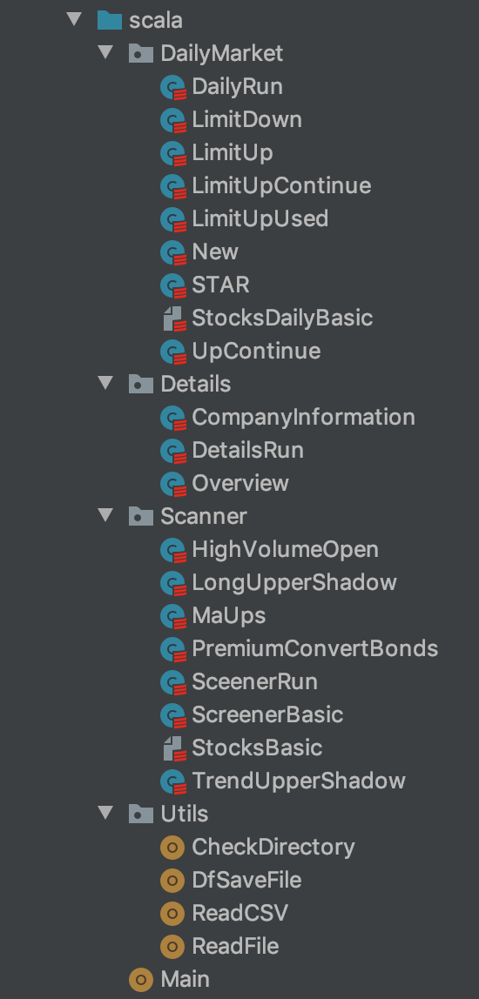 scala
DailyMarket
DailyRun
LimitDown
LimitUp
LimitUpContinue
LimitUpUsed
New
STAR
StocksDailyBasic
UpContinue
Details
CompanyInformation
DetailsRun
Overview
Scanner
HighVolumeOpen
LongUpperShadow
MaUps
PremiumConvertBonds
SceenerRun
ScreenerBasic
StocksBasic
TrendUpperShadow
Utils
CheckDirectory
DfSaveFile
ReadCSV
ReadFile
Main